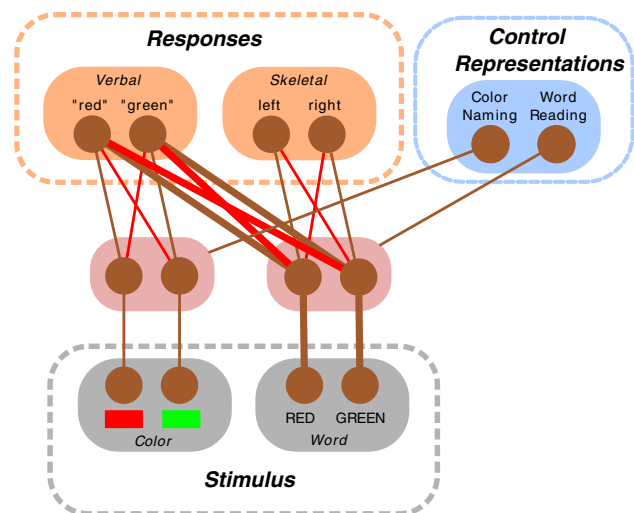 Responses
Verbal
"red" "green"
Skeletal
left right
Control
Representations
Color
Naming
Word
Reading
RED GREEN
Color
Word
Stimulus